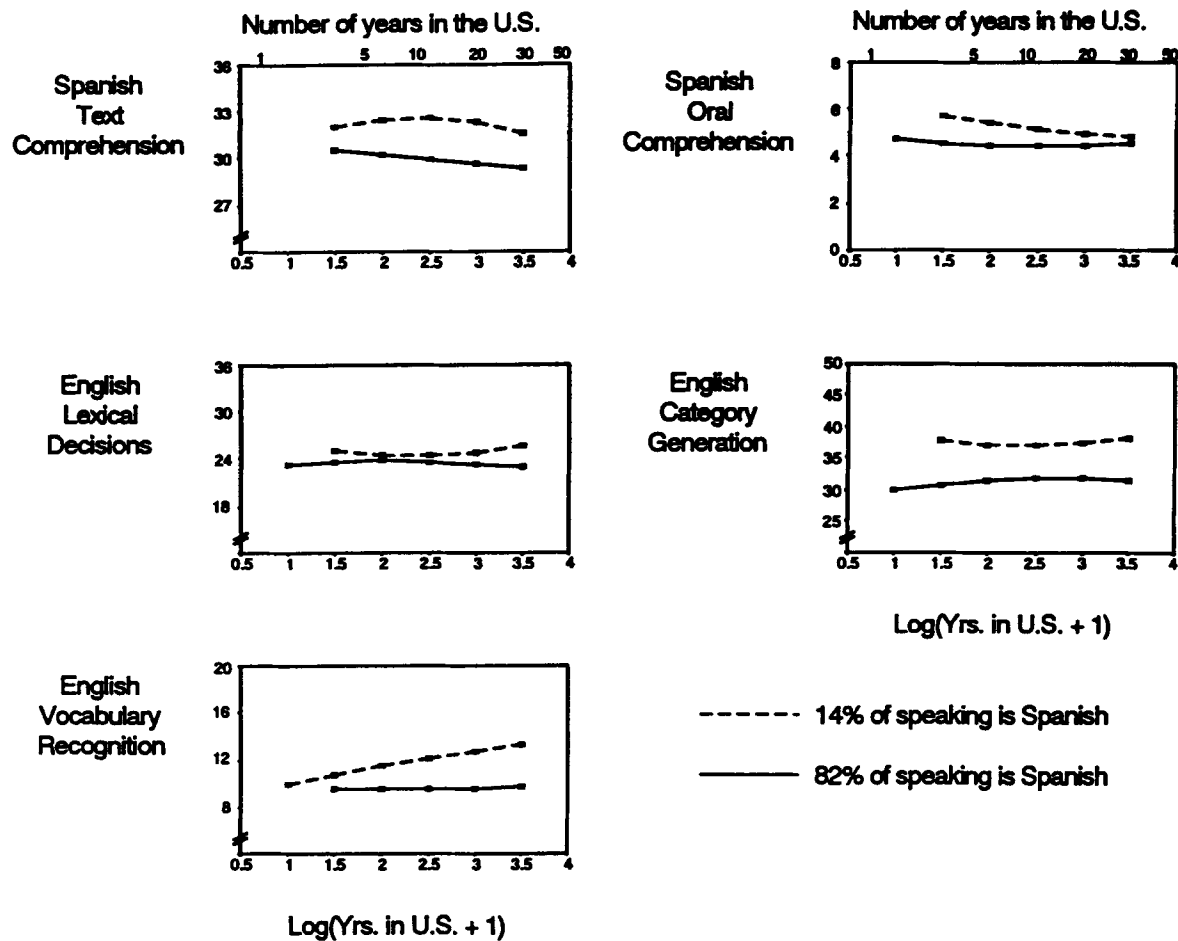 Number of years in the U.S.
1 5 10 20 30 50
Spanish
Text
Comprehension
36
33
30
27
0.5 1 1.5 2 2.5 3 3.5 4
Number of years in the U.S.
1 5 10 20 30 50
Spanish
Oral
Comprehension
8
6
4
2
0
0.5 1 1.5 2 2.5 3 3.5 4
English
Lexical
Decisions
36
30
24
18
0.5 1 1.5 2 2.5 3 3.5 4
English
Category
Generation
50
45
40
35
30
25
0.5 1 1.5 2 2.5 3 3.5 4
Log(Yrs. in U.S. + 1)
English
Vocabulary
Recognition
20
16
12
8
0.5 1 1.5 2 2.5 3 3.5 4
Log(Yrs. in U.S. + 1)
14% of speaking is Spanish
82% of speaking is Spanish